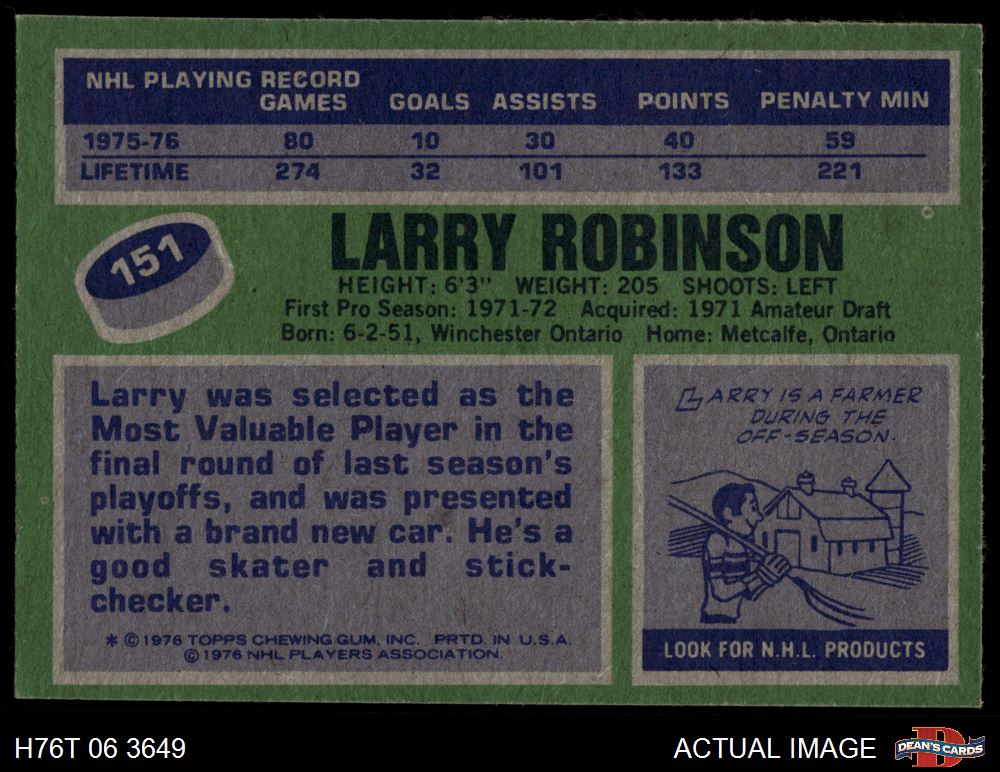 NHL PLAYING RECORD
GAMES GOALS ASSISTS POINTS PENALTY MIN
1975-76 80 10 30 40 59
LIFETIME 274 32 101 133 221
151
LARRY ROBINSON
HEIGHT: 6'3" WEIGHT: 205 SHOOTS: LEFT
First Pro Season: 1971-72 Acquired: 1971 Amateur Draft
Born: 6-2-51, Winchester Ontario Home: Metcalfe, Ontario
Larry was selected as the
Most Valuable Player in the
final round of last season's
playoffs, and was presented
with a brand new car. He's a
good skater and stick-
checker.
* © 1976 TOPPS CHEWING GUM, INC. PRTD. IN U.S.A.
© 1976 NHL PLAYERS ASSOCIATION.
LARRY IS A FARMER
DURING THE
OFF-SEASON.
LOOK FOR N.H.L. PRODUCTS
H76T 06 3649
ACTUAL IMAGE
D
DEAN'S CARDS